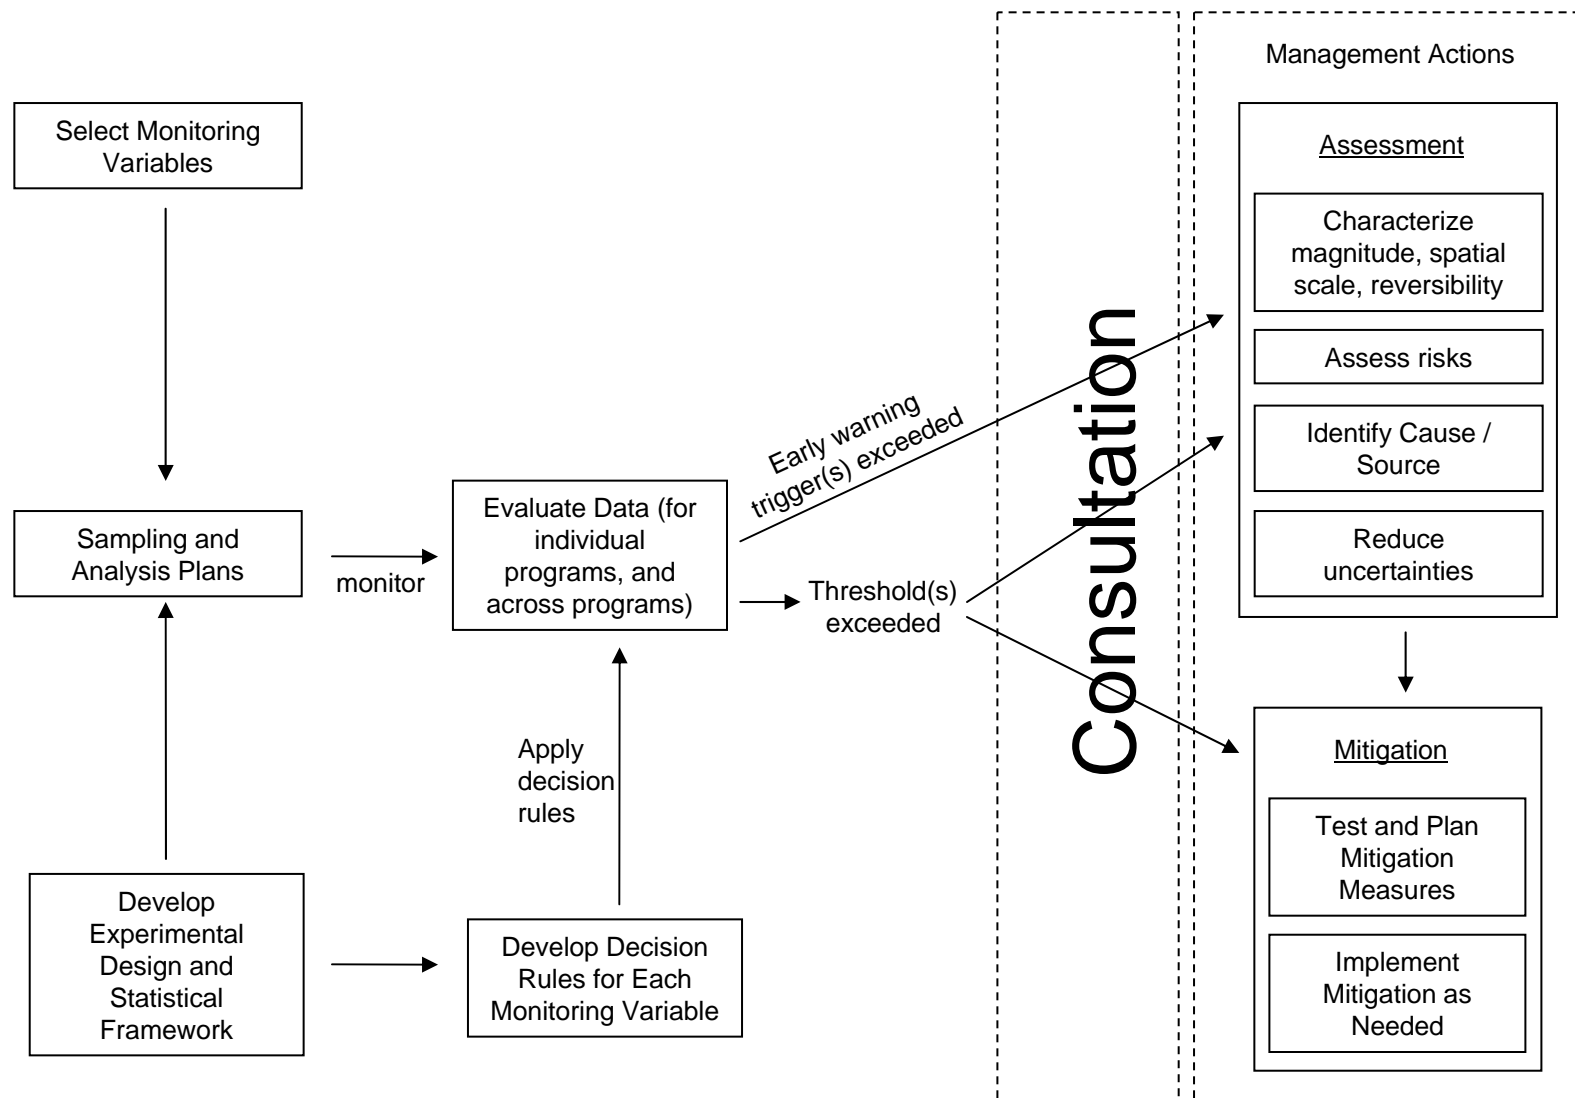 Management Actions
Select Monitoring
Variables
Sampling and
Analysis Plans
monitor
Develop
Experimental
Design and
Statistical
Framework
Evaluate Data (for
individual
programs, and
across programs)
Apply
decision
rules
Develop Decision
Rules for Each
Monitoring Variable
Early warning
trigger(s) exceeded
Threshold(s)
exceeded
Consultation
Assessment
Characterize
magnitude, spatial
scale, reversibility
Assess risks
Identify Cause /
Source
Reduce
uncertainties
Mitigation
Test and Plan
Mitigation
Measures
Implement
Mitigation as
Needed